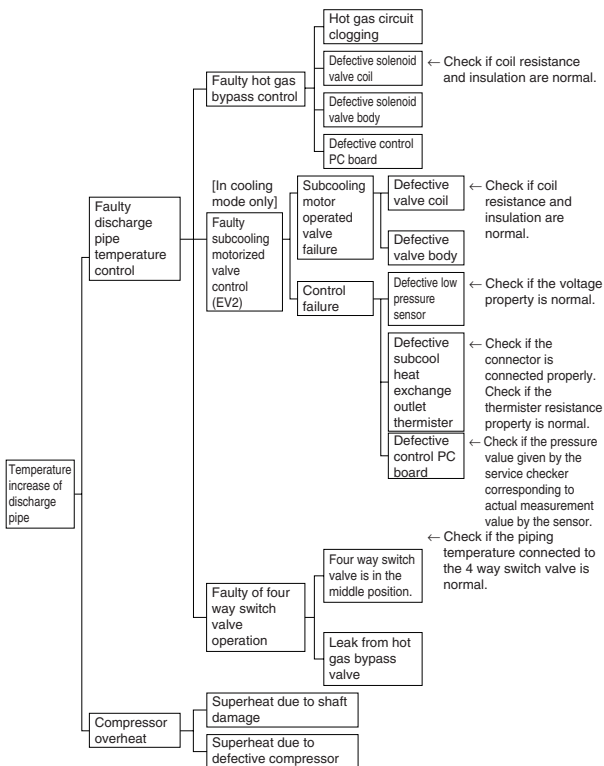 Hot gas circuit
clogging
Defective solenoid
valve coil
← Check if coil resistance
and insulation are normal.
Faulty hot gas
bypass control
Defective solenoid
valve body
Defective control
PC board
[In cooling
mode only]
Faulty
subcooling
motorized
valve
control
(EV2)
Subcooling
motor
operated
valve
failure
Defective
valve coil
← Check if coil
resistance and
insulation are
normal.
Defective
valve body
Faulty
discharge
pipe
temperature
control
Control
failure
Defective low
pressure
sensor
← Check if the voltage
property is normal.
Defective
subcool
heat
exchange
outlet
thermister
← Check if the
connector is
connected properly.
Check if the
thermister resistance
property is normal.
Defective
control PC
board
← Check if the pressure
value given by the
service checker
corresponding to
actual measurement
value by the sensor.
Temperature
increase of
discharge
pipe
Four way switch
valve is in the
middle position.
← Check if the piping
temperature connected to
the 4 way switch valve is
normal.
Faulty of four
way switch
valve
operation
Leak from hot
gas bypass
valve
Compressor
overheat
Superheat due to shaft
damage
Superheat due to
defective compressor